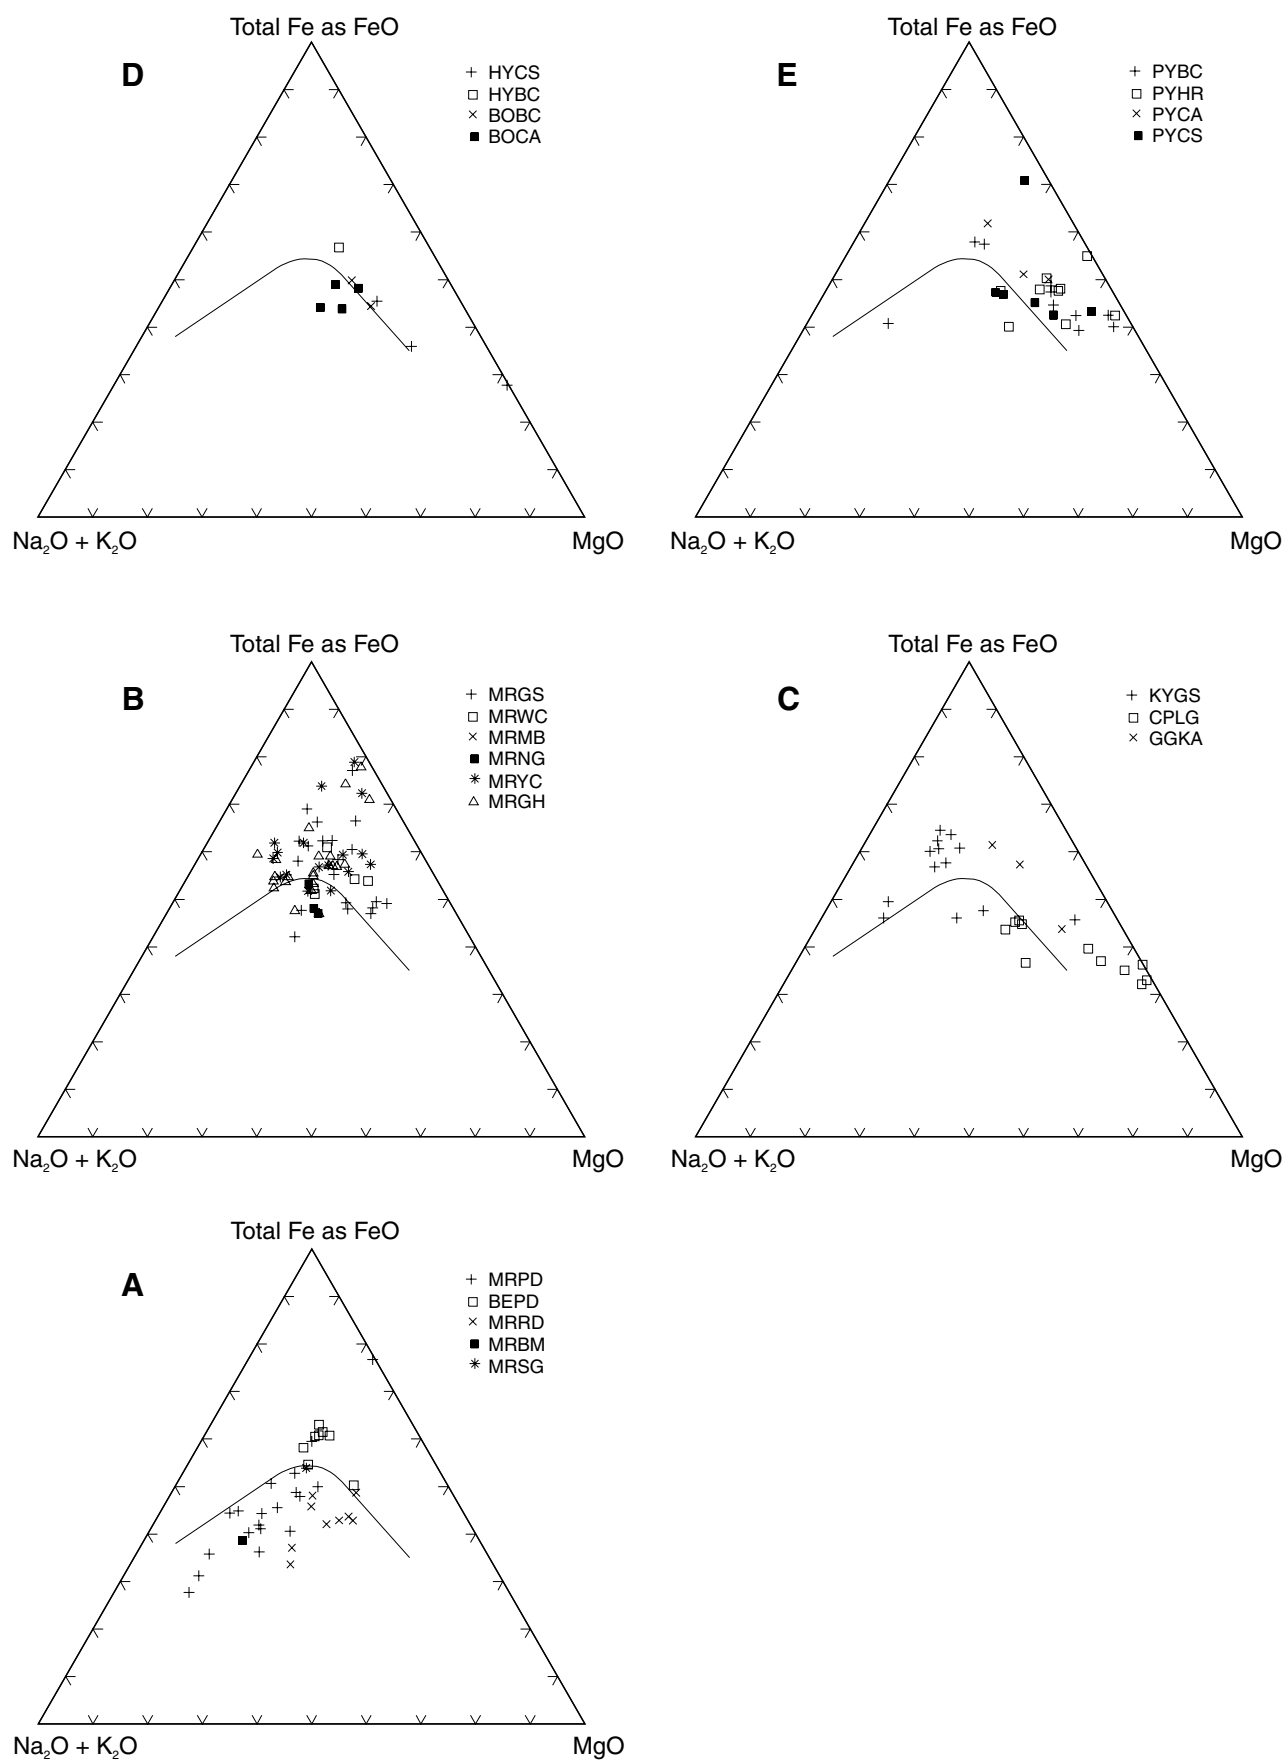 Total Fe as FeO
D
HYCS
HYBC
BOBC
BOCA
Na₂O + K₂O
MgO
Total Fe as FeO
E
PYBC
PYHR
PYCA
PYCS
Na₂O + K₂O
MgO
Total Fe as FeO
B
MRGS
MRWC
MRMB
MRNG
MRYC
MRGH
Na₂O + K₂O
MgO
Total Fe as FeO
C
KYGS
CPLG
GGKA
Na₂O + K₂O
MgO
Total Fe as FeO
A
MRPD
BEPD
MRRD
MRBM
MRSG
Na₂O + K₂O
MgO